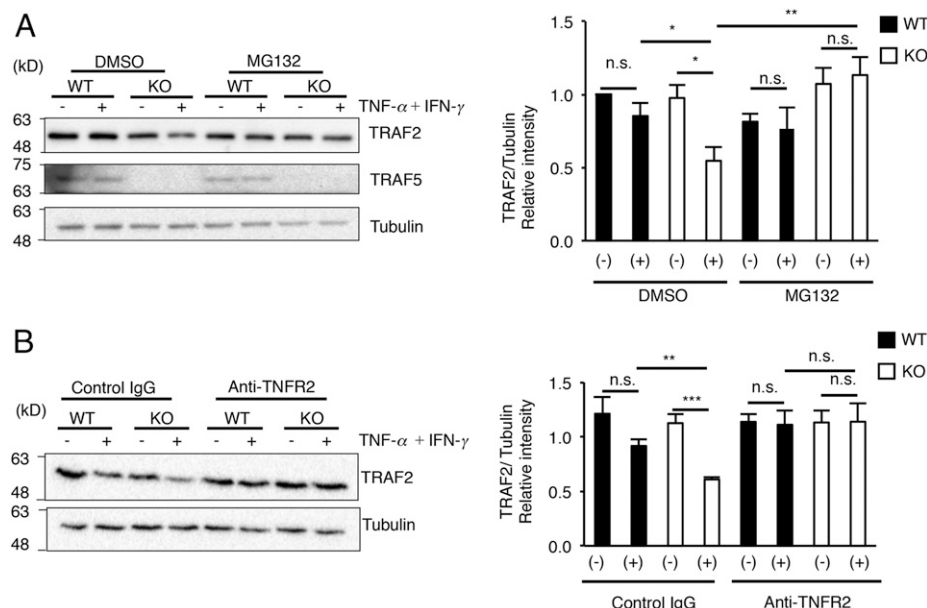 A
(kD)
DMSO
MG132
WT
KO
WT
KO
-
+
-
+
-
+
-
+
TNF-α + IFN-γ
63
48
TRAF2
75
63
TRAF5
63
48
Tubulin
WT
KO
TRAF2/Tubulin
Relative intensity
1.5
1.0
0.5
0.0
n.s.
*
*
**
n.s.
n.s.
(-)
(+)
(-)
(+)
(-)
(+)
(-)
(+)
DMSO
MG132
B
(kD)
Control IgG
Anti-TNFR2
WT
KO
WT
KO
-
+
-
+
-
+
-
+
TNF-α + IFN-γ
63
48
TRAF2
63
48
Tubulin
WT
KO
TRAF2/ Tubulin
Relative intensity
1.5
1.0
0.5
0.0
n.s.
**
***
n.s.
n.s.
n.s.
(-)
(+)
(-)
(+)
(-)
(+)
(-)
(+)
Control IgG
Anti-TNFR2